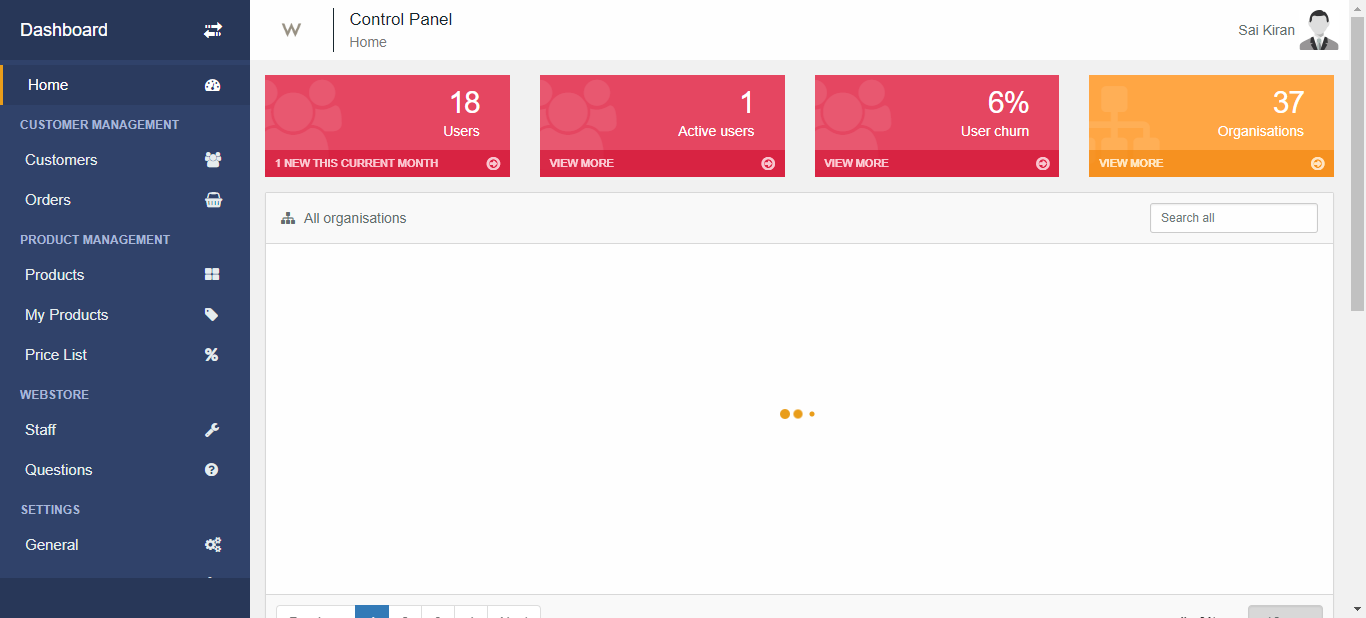 Dashboard
Home
CUSTOMER MANAGEMENT
Customers
Orders
PRODUCT MANAGEMENT
Products
My Products
Price List
WEBSTORE
Staff
Questions
SETTINGS
General
W
Control Panel
Home
Sai Kiran
18
Users
1 NEW THIS CURRENT MONTH
1
Active users
VIEW MORE
6%
User churn
VIEW MORE
37
Organisations
VIEW MORE
All organisations
Search all